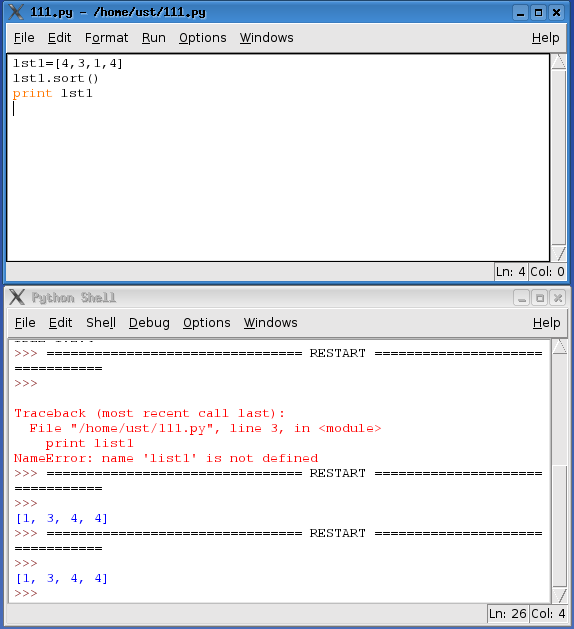 111.py - /home/ust/111.py
File Edit Format Run Options Windows Help
lst1=[4,3,1,4]
lst1.sort()
print lst1
Ln: 4 Col: 0
Python Shell
File Edit Shell Debug Options Windows Help
>>> ================================ RESTART =====================
===========
>>>
Traceback (most recent call last):
  File "/home/ust/111.py", line 3, in <module>
    print list1
NameError: name 'list1' is not defined
>>> ================================ RESTART =====================
===========
>>>
[1, 3, 4, 4]
>>> ================================ RESTART =====================
===========
>>>
[1, 3, 4, 4]
>>>
Ln: 26 Col: 4